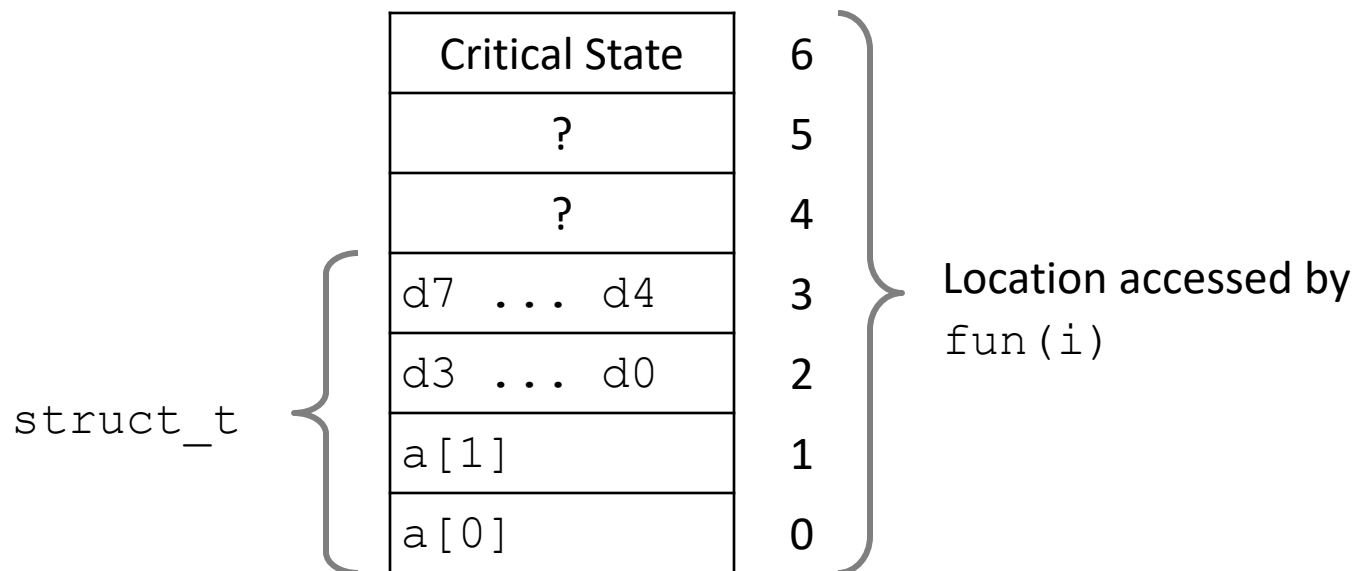 Critical State 6
? 5
? 4
d7 ... d4 3
d3 ... d0 2
a[1] 1
a[0] 0
struct_t
Location accessed by
fun(i)